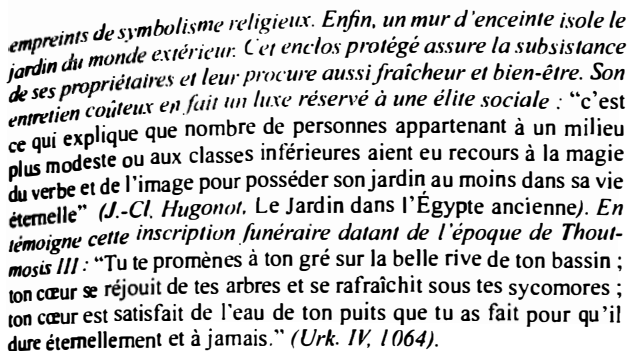 empreints de symbolisme religieux. Enfin, un mur d'enceinte isole le
jardin du monde extérieur. Cet enclos protégé assure la subsistance
de ses propriétaires et leur procure aussi fraîcheur et bien-être. Son
entretien coûteux en fait un luxe réservé à une élite sociale : “c'est
ce qui explique que nombre de personnes appartenant à un milieu
plus modeste ou aux classes inférieures aient eu recours à la magie
du verbe et de l'image pour posséder son jardin au moins dans sa vie
éternelle” (J.-Cl. Hugonot, Le Jardin dans l'Égypte ancienne). En
témoigne cette inscription funéraire datant de l'époque de Thout-
mosis III : “Tu te promènes à ton gré sur la belle rive de ton bassin ;
ton cœur se réjouit de tes arbres et se rafraîchit sous tes sycomores ;
ton cœur est satisfait de l'eau de ton puits que tu as fait pour qu'il
dure éternellement et à jamais.” (Urk. IV, 1064).